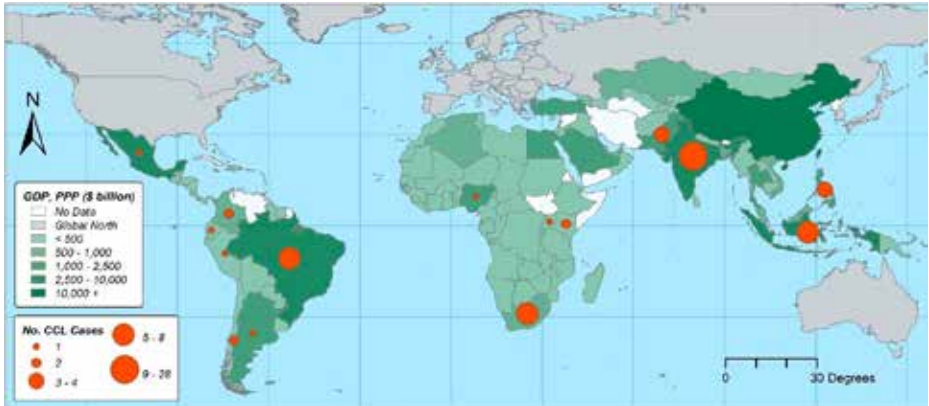 N
GDP, PPP ($ billion)
No Data
Global North
< 500
500 - 1,000
1,000 - 2,500
2,500 - 10,000
10,000 +
No. CCL Cases
1
2
3 - 4
5 - 8
9 - 28
0 30 Degrees